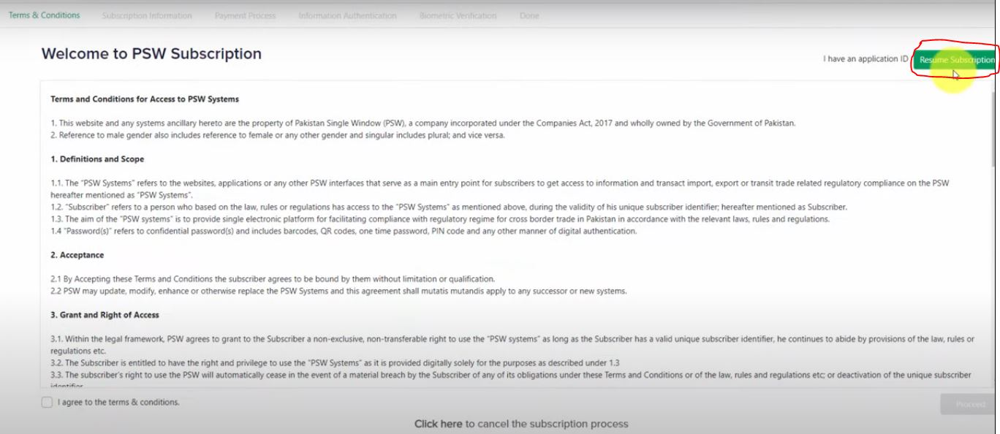 Terms & Conditions Subscription Information Payment Process Information Authentication Biometric Verification Done
Welcome to PSW Subscription
I have an application ID Resume Subscription
Terms and Conditions for Access to PSW Systems
1. This website and any systems ancillary hereto are the property of Pakistan Single Window (PSW), a company incorporated under the Companies Act, 2017 and wholly owned by the Government of Pakistan.
2. Reference to male gender also includes reference to female or any other gender and singular includes plural; and vice versa.
1. Definitions and Scope
1.1. The "PSW Systems" refers to the websites, applications or any other PSW interfaces that serve as a main entry point for subscribers to get access to information and transact import, export or transit trade related regulatory compliance on the PSW
hereafter mentioned as "PSW Systems".
1.2. "Subscriber" refers to a person who based on the law, rules or regulations has access to the "PSW Systems" as mentioned above, during the validity of his unique subscriber identifier; hereafter mentioned as Subscriber.
1.3. The aim of the "PSW systems" is to provide single electronic platform for facilitating compliance with regulatory regime for cross border trade in Pakistan in accordance with the relevant laws, rules and regulations.
1.4 "Password(s)" refers to confidential password(s) and includes barcodes, QR codes, one time password, PIN code and any other manner of digital authentication.
2. Acceptance
2.1 By Accepting these Terms and Conditions the subscriber agrees to be bound by them without limitation or qualification.
2.2 PSW may update, modify, enhance or otherwise replace the PSW Systems and this agreement shall mutatis mutandis apply to any successor or new systems.
3. Grant and Right of Access
3.1. Within the legal framework, PSW agrees to grant to the Subscriber a non-exclusive, non-transferable right to use the "PSW systems" as long as the Subscriber has a valid unique subscriber identifier, he continues to abide by provisions of the law, rules or
regulations etc.
3.2. The Subscriber is entitled to have the right and privilege to use the "PSW Systems" as it is provided digitally solely for the purposes as described under 1.3
3.3. The subscriber's right to use the PSW will automatically cease in the event of a material breach by the Subscriber of any of its obligations under these Terms and Conditions or of the law, rules and regulations etc; or deactivation of the unique subscriber
identifier
I agree to the terms & conditions.
Proceed
Click here to cancel the subscription process